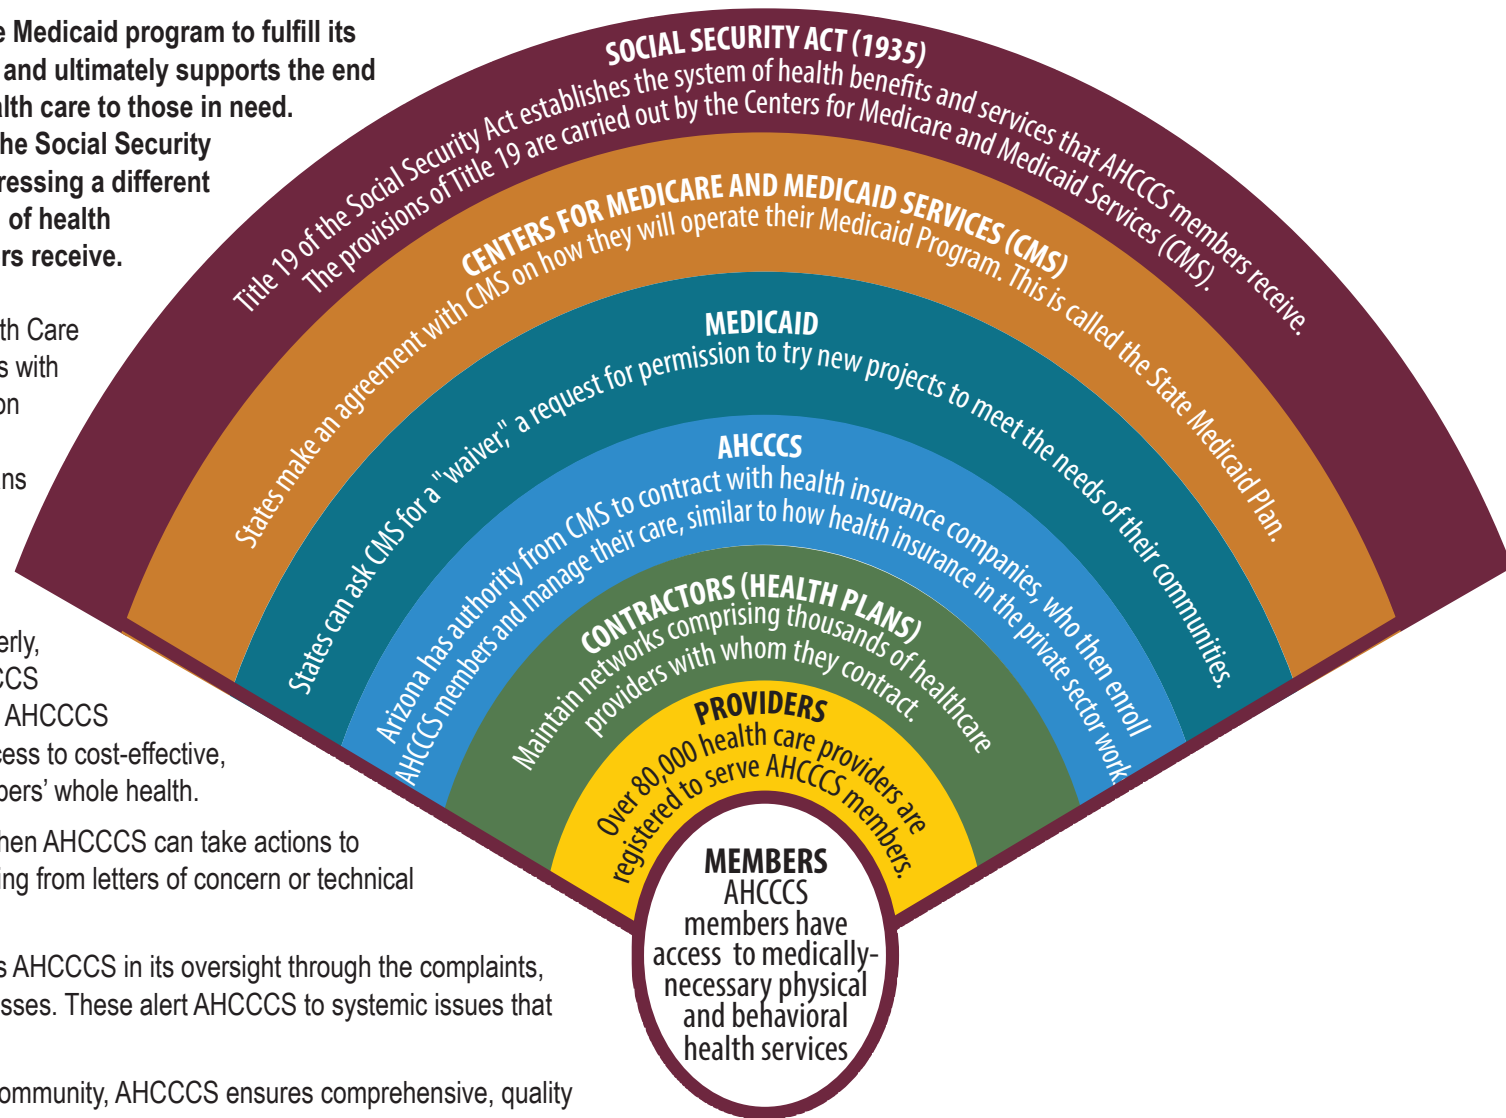 e Medicaid program to fulfill its
and ultimately supports the end
alth care to those in need.
he Social Security
ressing a different
of health
rs receive.
th Care
s with
on
ns
erly,
CCS
AHCCCS
cess to cost-effective,
bers' whole health.
hen AHCCCS can take actions to
ing from letters of concern or technical
s AHCCCS in its oversight through the complaints,
sses. These alert AHCCCS to systemic issues that
ommunity, AHCCCS ensures comprehensive, quality
SOCIAL SECURITY ACT (1935)
Title 19 of the Social Security Act establishes the system of health benefits and services that AHCCCS members receive.
The provisions of Title 19 are carried out by the Centers for Medicare and Medicaid Services (CMS).
CENTERS FOR MEDICARE AND MEDICAID SERVICES (CMS)
States make an agreement with CMS on how they will operate their Medicaid Program. This is called the State Medicaid Plan.
MEDICAID
States can ask CMS for a "waiver," a request for permission to try new projects to meet the needs of their communities.
AHCCCS
Arizona has authority from CMS to contract with health insurance companies, who then enroll
AHCCCS members and manage their care, similar to how health insurance in the private sector work.
CONTRACTORS (HEALTH PLANS)
Maintain networks comprising thousands of healthcare
providers with whom they contract.
PROVIDERS
Over 80,000 health care providers are
registered to serve AHCCCS members.
MEMBERS
AHCCCS
members have
access to medically-
necessary physical
and behavioral
health services